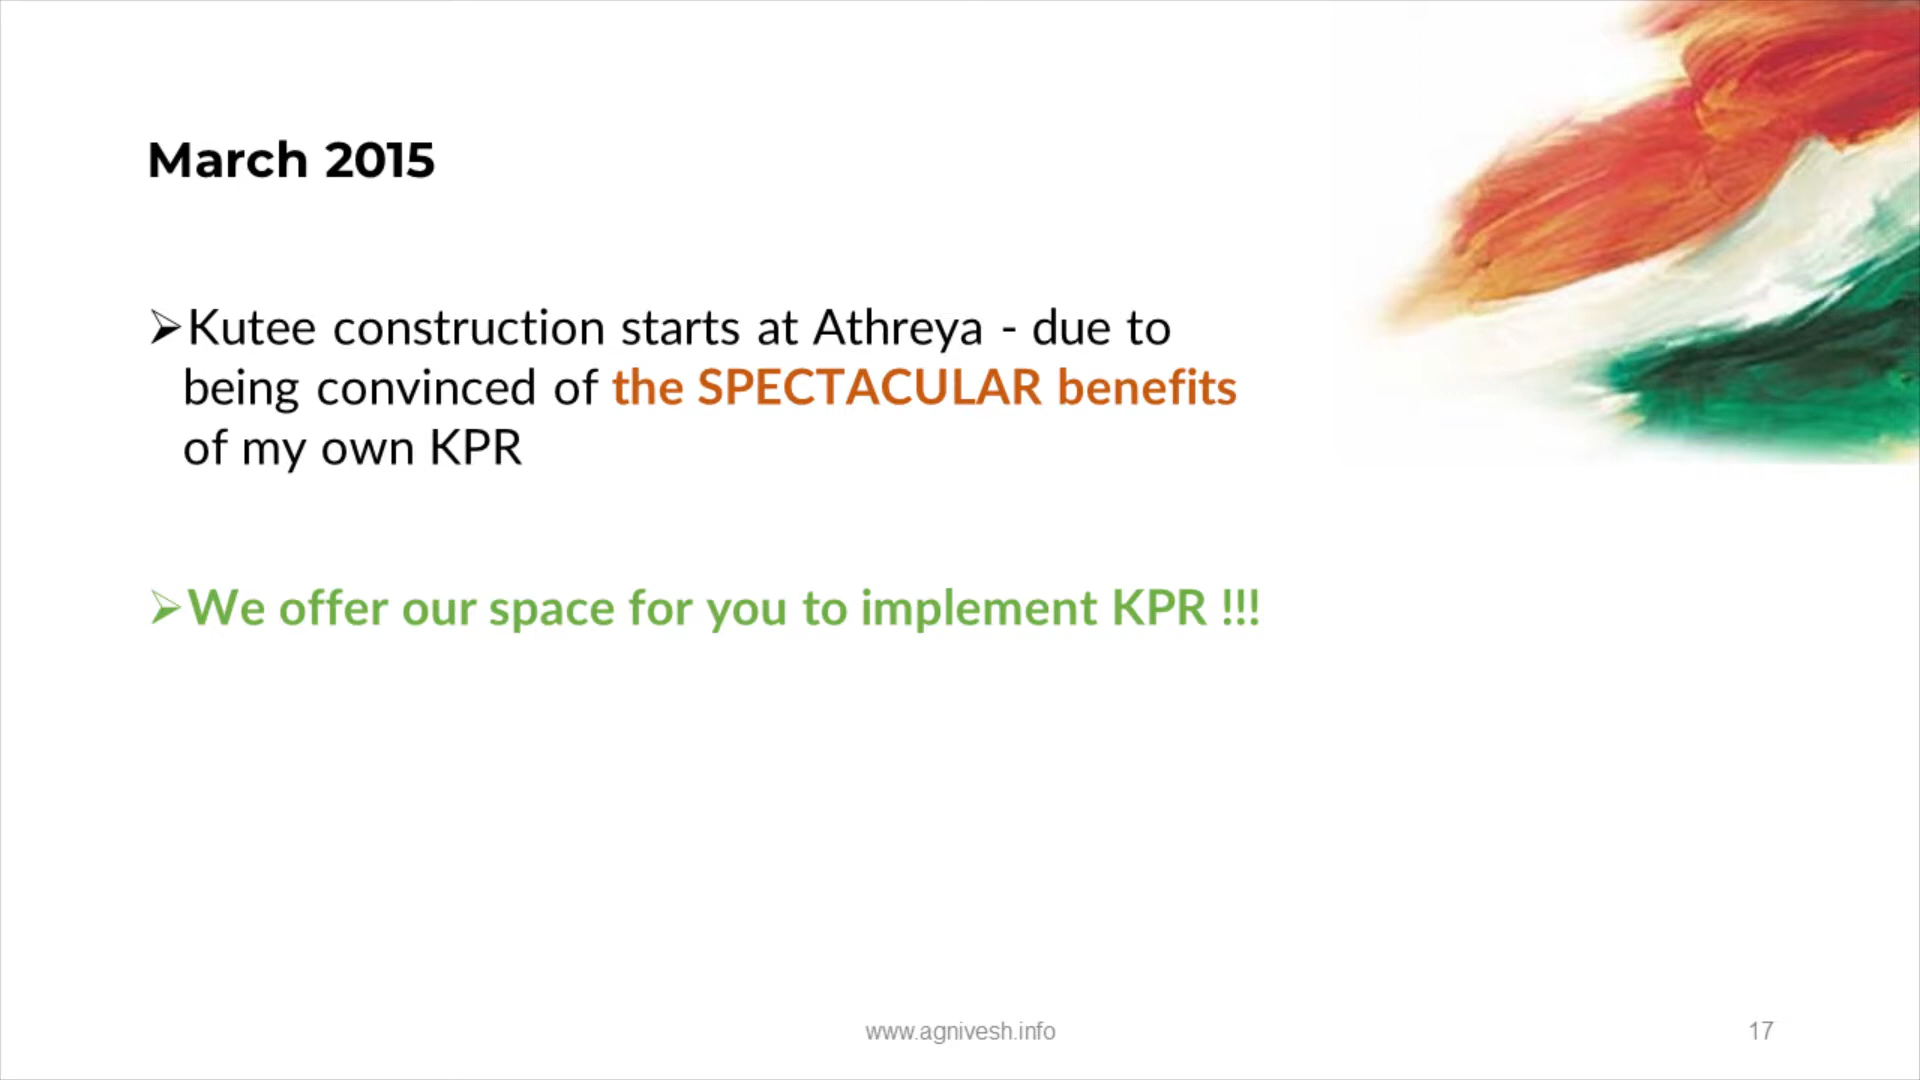 March 2015
➢Kutee construction starts at Athreya - due to
being convinced of the SPECTACULAR benefits
of my own KPR
➢We offer our space for you to implement KPR !!!
www.agnivesh.info
17